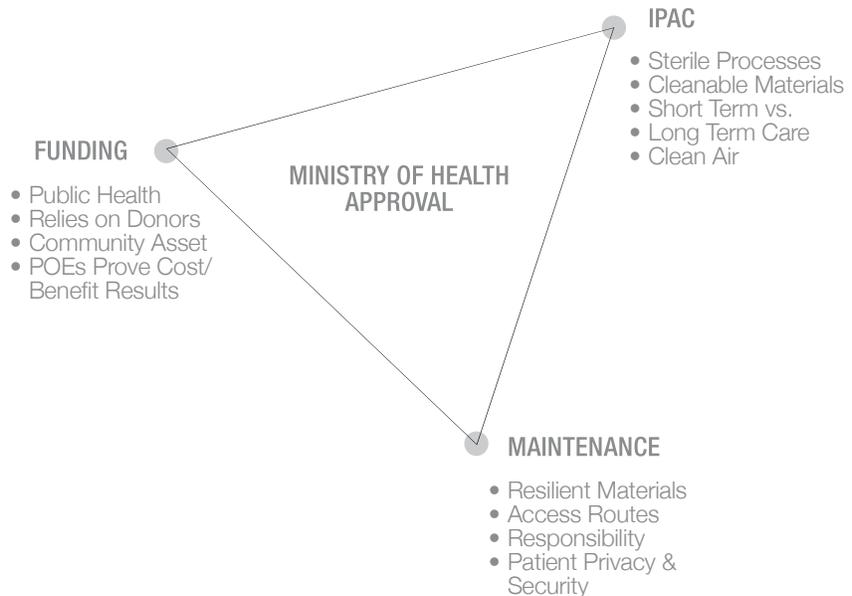 IPAC
• Sterile Processes
• Cleanable Materials
• Short Term vs.
• Long Term Care
• Clean Air
FUNDING
• Public Health
• Relies on Donors
• Community Asset
• POEs Prove Cost/
Benefit Results
MINISTRY OF HEALTH
APPROVAL
MAINTENANCE
• Resilient Materials
• Access Routes
• Responsibility
• Patient Privacy &
Security